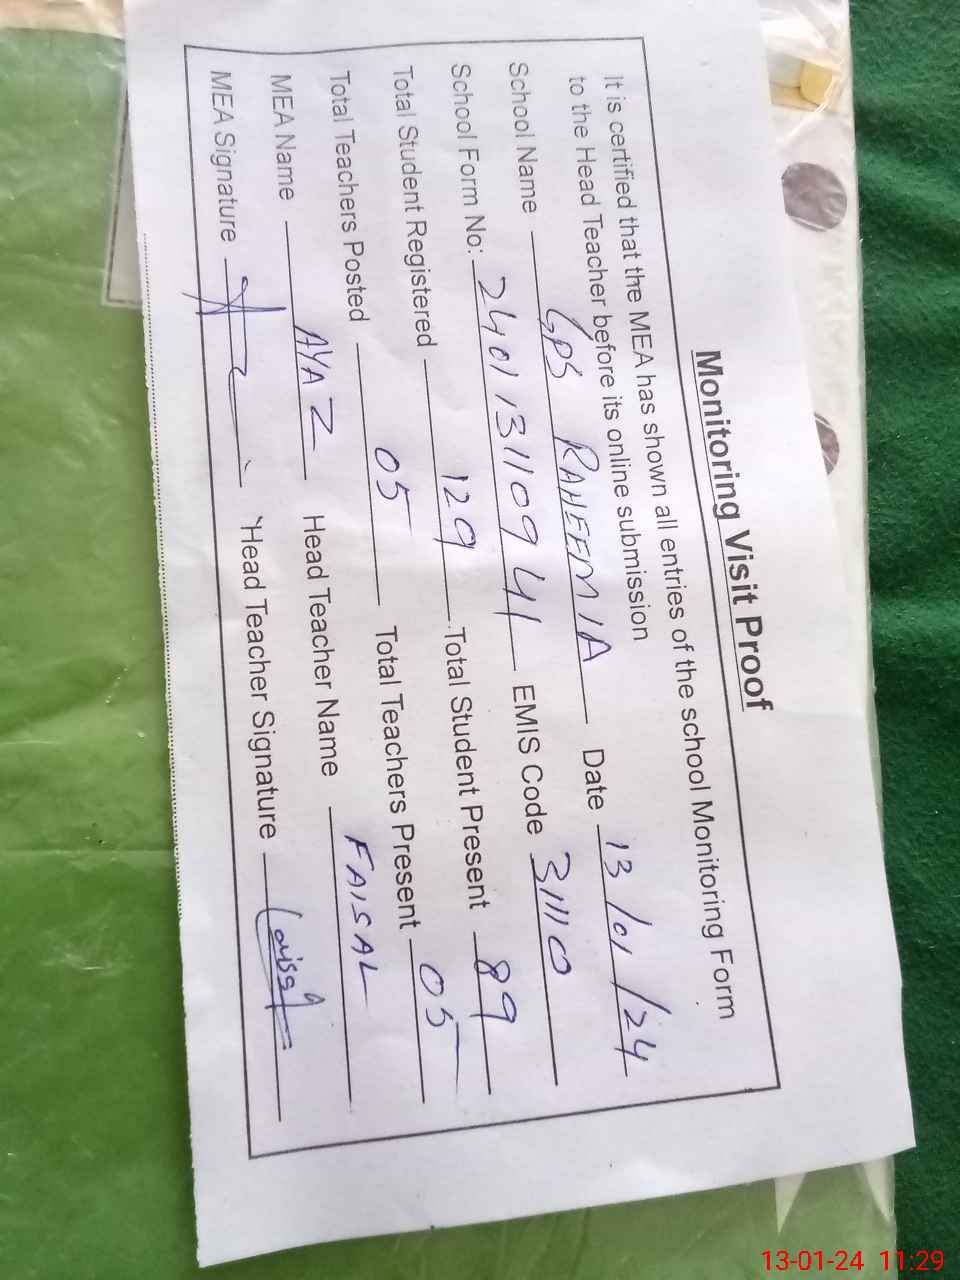 Monitoring Visit Proof
It is certified that the MEA has shown all entries of the school Monitoring Form
to the Head Teacher before its online submission
School Name GPS RAHEEMIA Date 13/01/24
School Form No: 240113110941 EMIS Code 31110
Total Student Registered 129 Total Student Present 89
Total Teachers Posted 05 Total Teachers Present 05
MEA Name AYAZ Head Teacher Name FAISAL
MEA Signature Head Teacher Signature
13-01-24 11:29